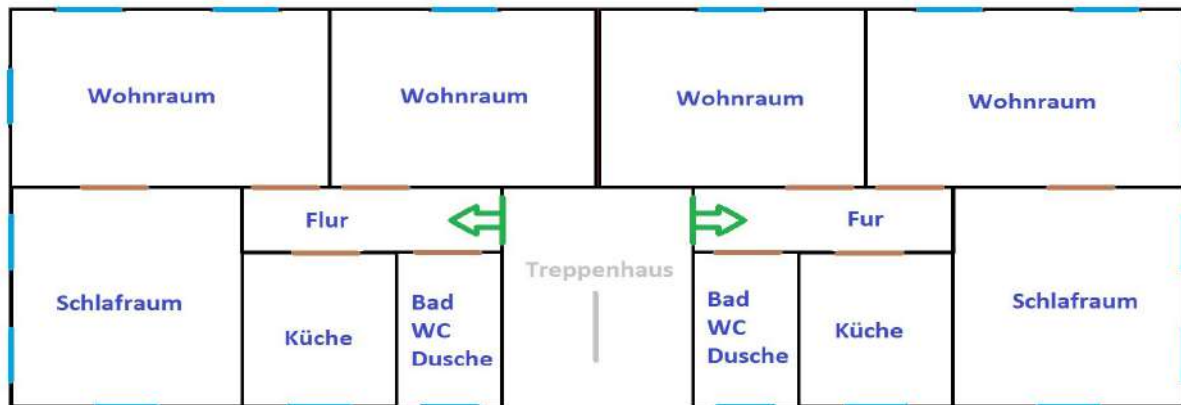 Wohnraum
Wohnraum
Wohnraum
Wohnraum
Flur
Fur
Treppenhaus
Schlafraum
Küche
Bad
WC
Dusche
Bad
WC
Dusche
Küche
Schlafraum